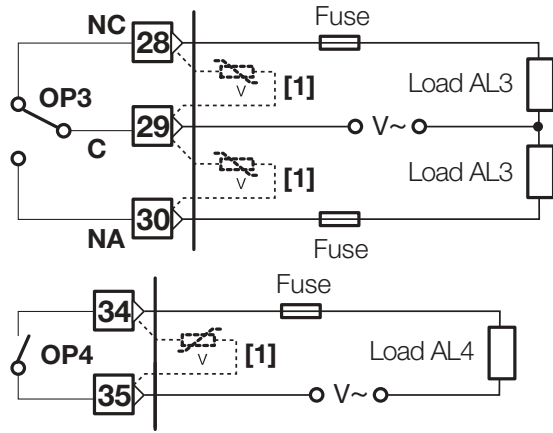 NC 28 Fuse
V [1] Load AL3
OP3 29 V~
C
V [1] Load AL3
30
NA Fuse
34 Fuse
OP4 V [1] Load AL4
35 V~